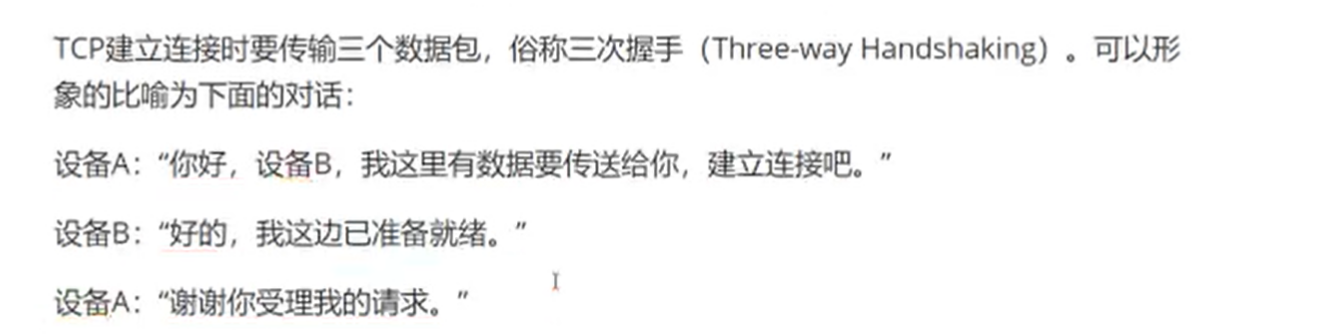 TCP建立连接时要传输三个数据包，俗称三次握手（Three-way Handshaking）。可以形
象的比喻为下面的对话：
设备A：“你好，设备B，我这里有数据要传送给你，建立连接吧。”
设备B：“好的，我这边已准备就绪。”
设备A：“谢谢你受理我的请求。”